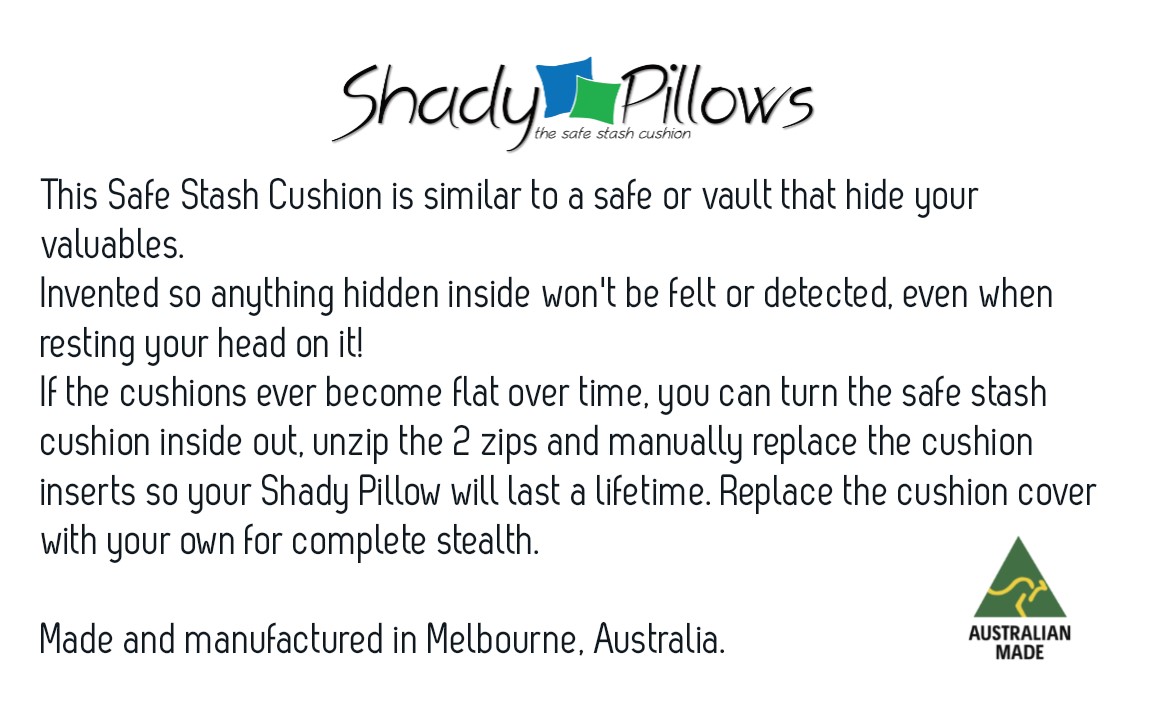 Shady Pillows
the safe stash cushion
This Safe Stash Cushion is similar to a safe or vault that hide your
valuables.
Invented so anything hidden inside won't be felt or detected, even when
resting your head on it!
If the cushions ever become flat over time, you can turn the safe stash
cushion inside out, unzip the 2 zips and manually replace the cushion
inserts so your Shady Pillow will last a lifetime. Replace the cushion cover
with your own for complete stealth.
Made and manufactured in Melbourne, Australia.
AUSTRALIAN
MADE